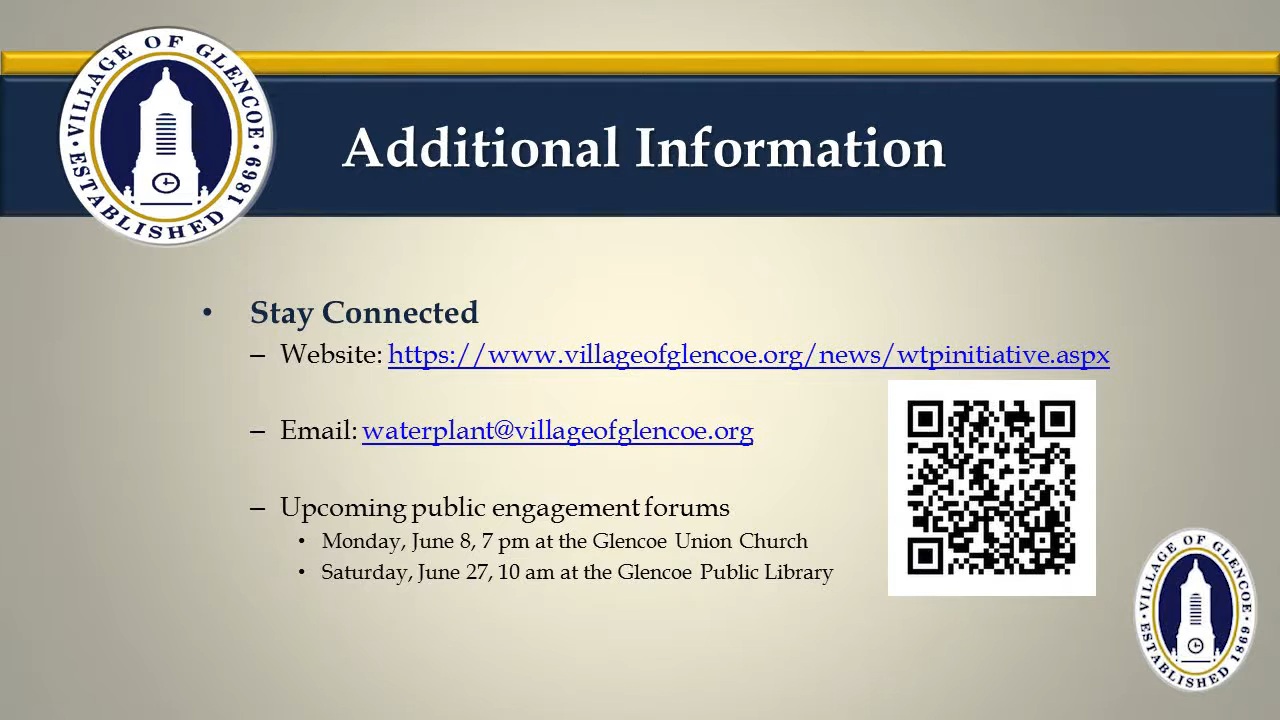 VILLAGE OF GLENCOE
ESTABLISHED 1869
Additional Information
• Stay Connected
– Website: https://www.villageofglencoe.org/news/wtpinitiative.aspx
– Email: waterplant@villageofglencoe.org
– Upcoming public engagement forums
• Monday, June 8, 7 pm at the Glencoe Union Church
• Saturday, June 27, 10 am at the Glencoe Public Library
VILLAGE OF GLENCOE
ESTABLISHED 1869